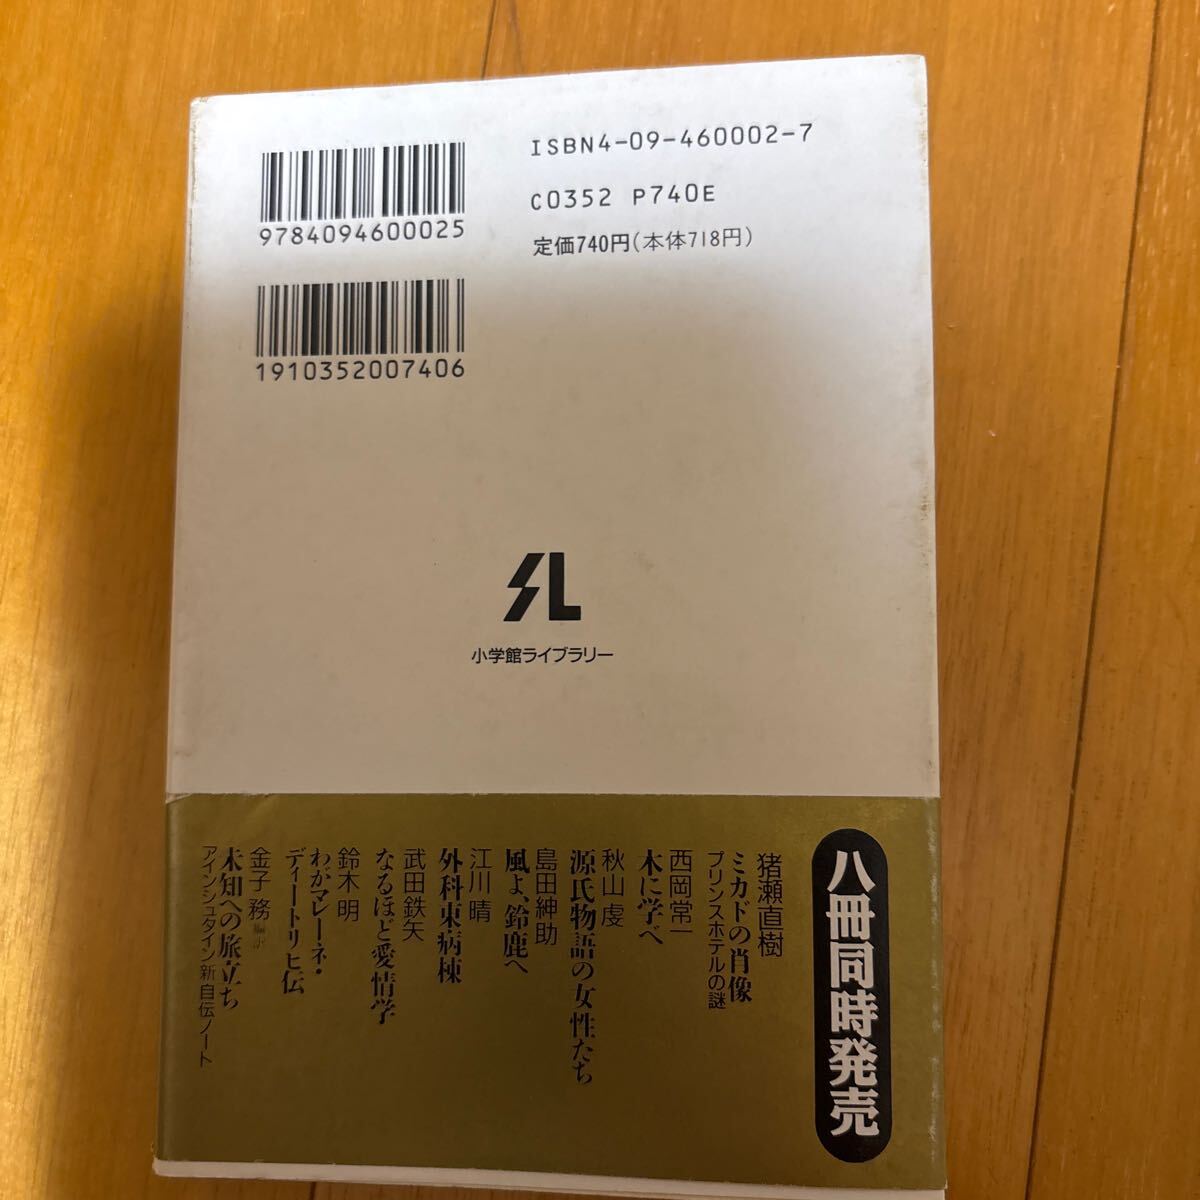 ISBN4-09-460002-7
C0352 P740E
定価740円(本体718円)
9784094600025
1910352007406
SL
小学館ライブラリー
八冊同時発売
猪瀬直樹
ミカドの肖像
プリンスホテルの謎
西岡常一
木に学べ
秋山虔
源氏物語の女性たち
島田紳助
風よ、鈴鹿へ
江川晴
外科東病棟
武田鉄矢
なるほど愛情学
鈴木明
わがマレーネ・
ディートリヒ伝
金子務 編訳
未知への旅立ち
アインシュタイン新自伝ノート